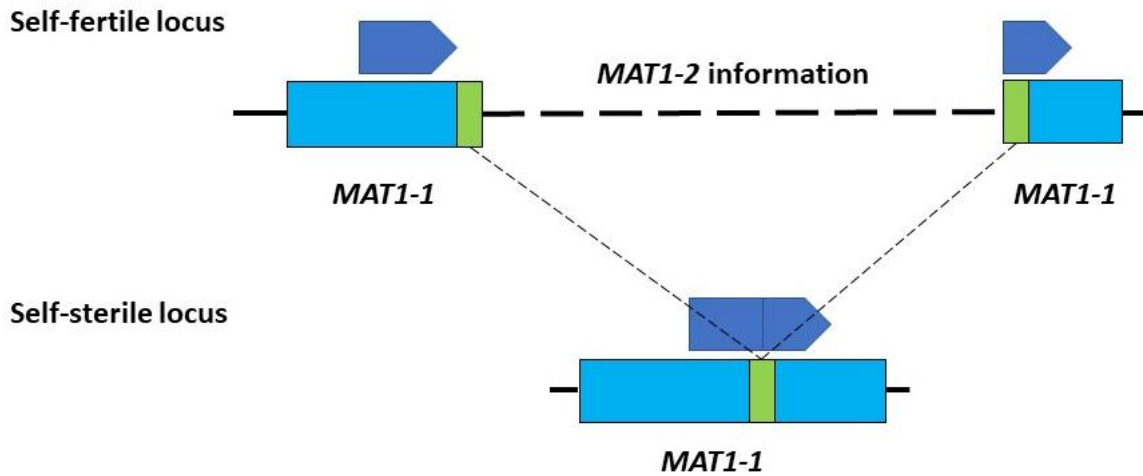 Self-fertile locus
MAT1-2 information
MAT1-1
MAT1-1
Self-sterile locus
MAT1-1